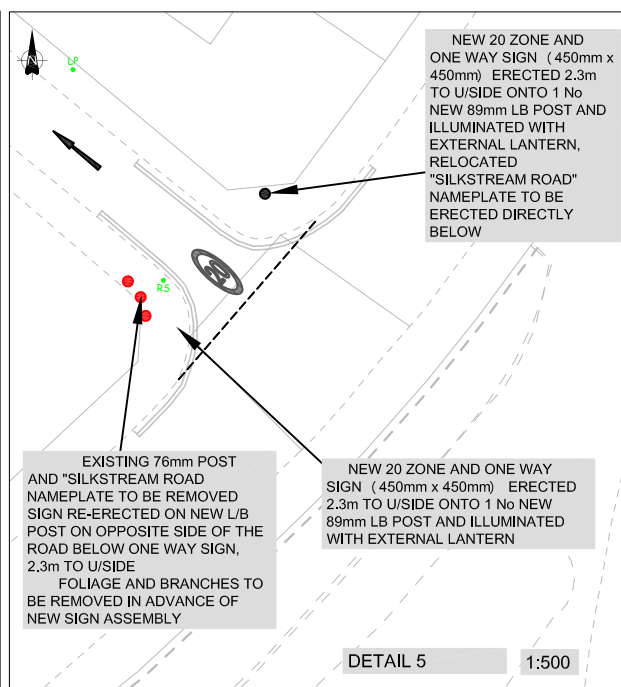 N
LP
NEW 20 ZONE AND
ONE WAY SIGN (450mm x
450mm) ERECTED 2.3m
TO U/SIDE ONTO 1 No
NEW 89mm LB POST AND
ILLUMINATED WITH
EXTERNAL LANTERN,
RELOCATED
"SILKSTREAM ROAD"
NAMEPLATE TO BE
ERECTED DIRECTLY
BELOW
20
RS
EXISTING 76mm POST
AND "SILKSTREAM ROAD
NAMEPLATE TO BE REMOVED
SIGN RE-ERECTED ON NEW L/B
POST ON OPPOSITE SIDE OF THE
ROAD BELOW ONE WAY SIGN,
2.3m TO U/SIDE
FOLIAGE AND BRANCHES TO
BE REMOVED IN ADVANCE OF
NEW SIGN ASSEMBLY
NEW 20 ZONE AND ONE WAY
SIGN (450mm x 450mm) ERECTED
2.3m TO U/SIDE ONTO 1 No NEW
89mm LB POST AND ILLUMINATED
WITH EXTERNAL LANTERN
DETAIL 5
1:500